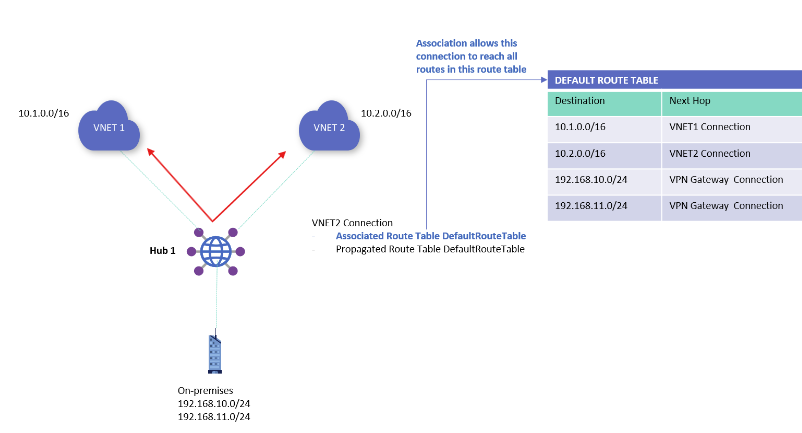 Association allows this
connection to reach all
routes in this route table
DEFAULT ROUTE TABLE
Destination Next Hop
10.1.0.0/16 VNET1 Connection
10.2.0.0/16 VNET2 Connection
192.168.10.0/24 VPN Gateway Connection
192.168.11.0/24 VPN Gateway Connection
10.1.0.0/16
VNET 1
VNET 2
10.2.0.0/16
VNET2 Connection
- Associated Route Table DefaultRouteTable
- Propagated Route Table DefaultRouteTable
Hub 1
On-premises
192.168.10.0/24
192.168.11.0/24